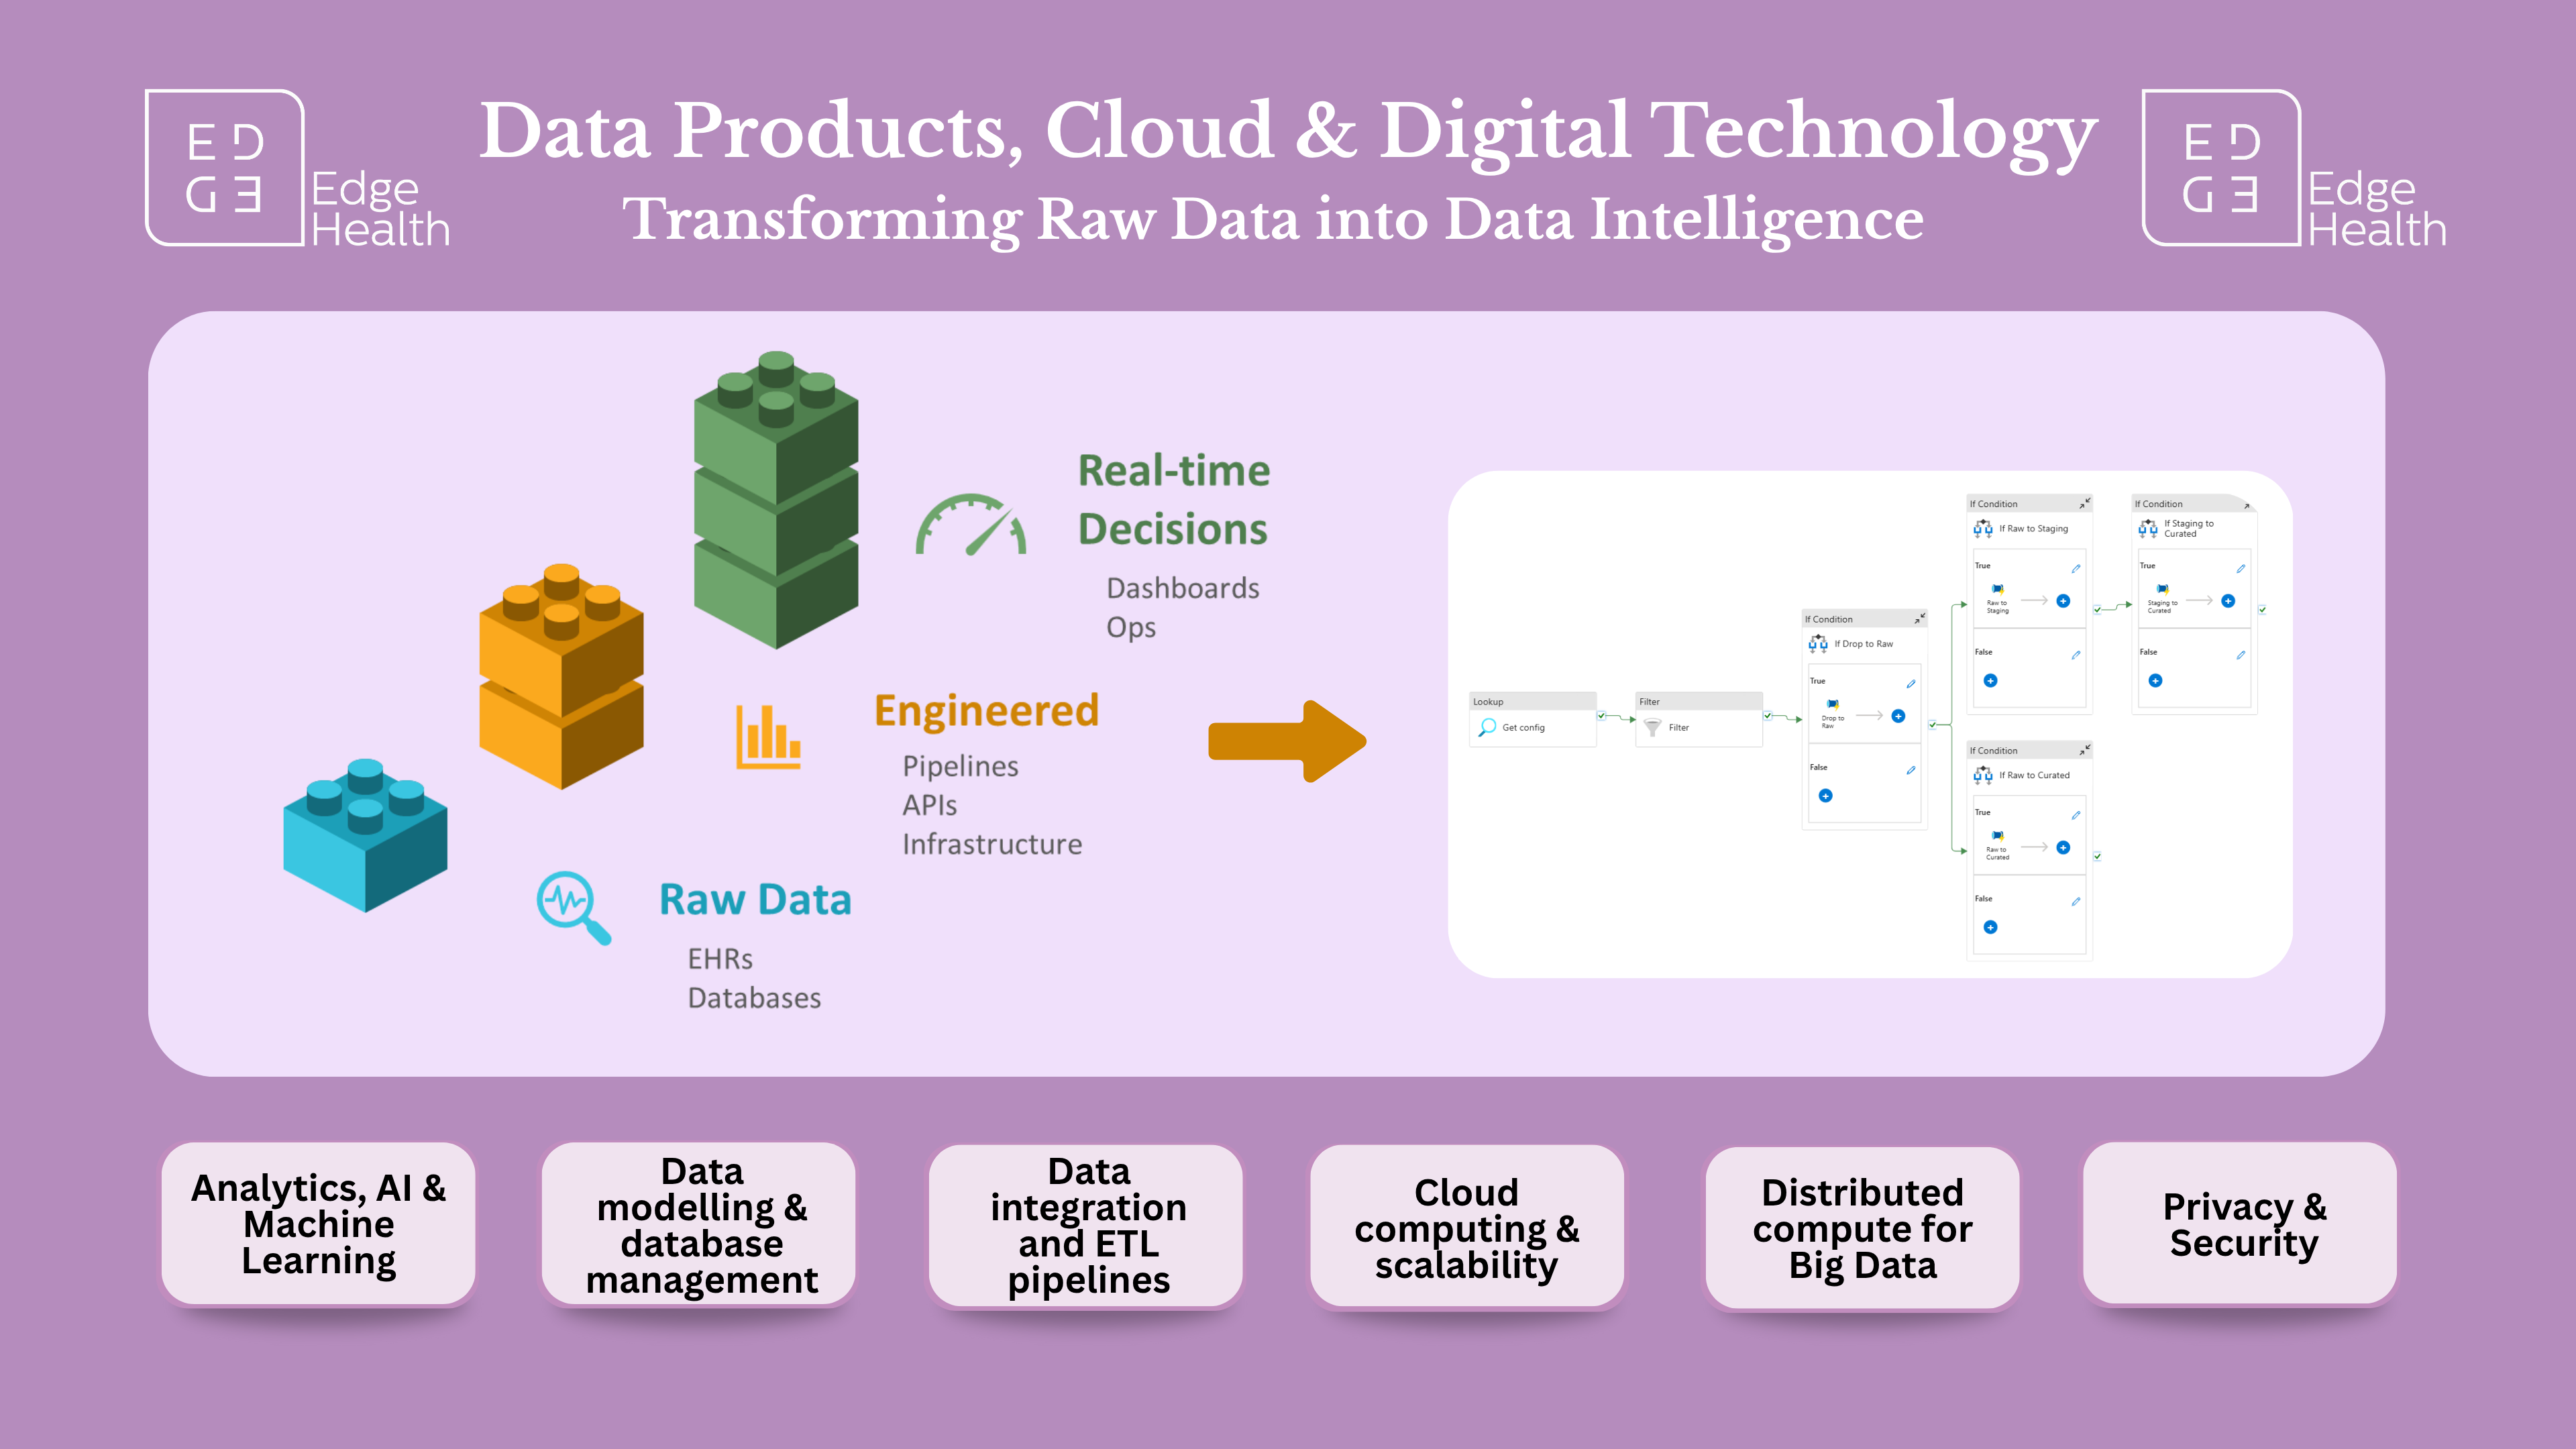 E D
G E
Edge
Health
Data Products, Cloud & Digital Technology
Transforming Raw Data into Data Intelligence
E D
G E
Edge
Health
Real-time
Decisions
Dashboards
Ops
Engineered
Pipelines
APIs
Infrastructure
Raw Data
EHRs
Databases
Lookup
Get config
Filter
Filter
If Condition
If Drop to Raw
True
Drop to
Raw
False
If Condition
If Raw to Staging
True
Raw to
Staging
False
If Condition
If Staging to
Curated
True
Staging to
Curated
False
If Condition
If Raw to Curated
True
Raw to
Curated
False
Analytics, AI &
Machine
Learning
Data
modelling &
database
management
Data
integration
and ETL
pipelines
Cloud
computing &
scalability
Distributed
compute for
Big Data
Privacy &
Security